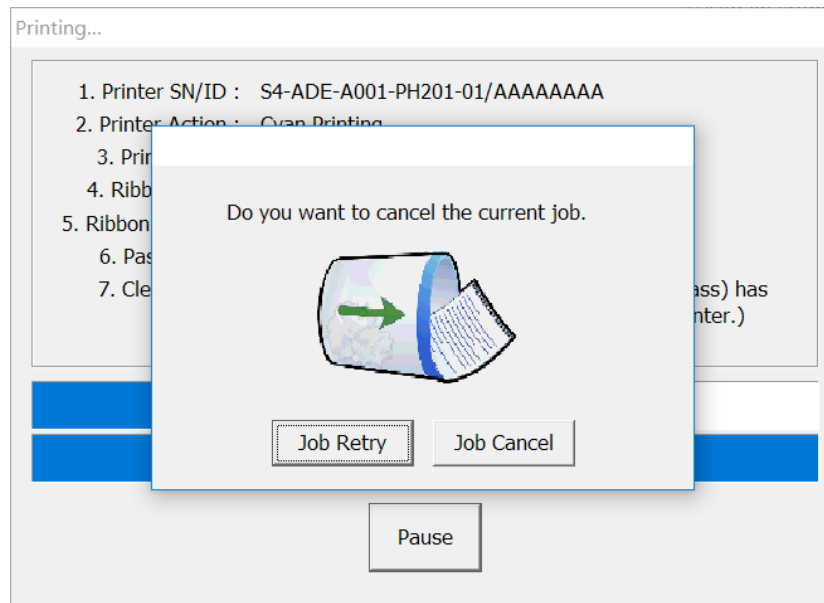 Printing...
1. Printer SN/ID : S4-ADE-A001-PH201-01/AAAAAAAA
2. Printer Action : Cyan Printing
3. Prin
4. Ribb
5. Ribbon
6. Pas
7. Cle
ass) has
nter.)
Do you want to cancel the current job.
Job Retry
Job Cancel
Pause